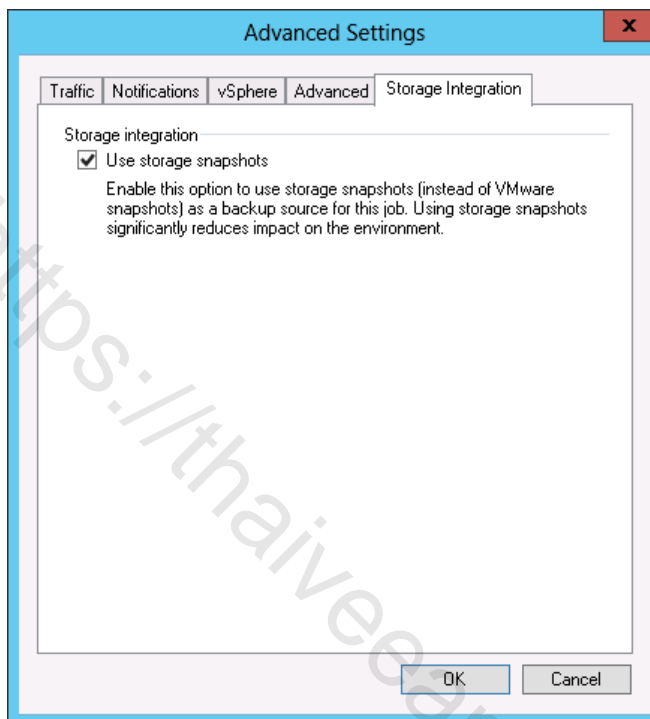 Advanced Settings
x
Traffic
Notifications
vSphere
Advanced
Storage Integration
Storage integration
Use storage snapshots
Enable this option to use storage snapshots (instead of VMware
snapshots) as a backup source for this job. Using storage snapshots
significantly reduces impact on the environment.
OK
Cancel